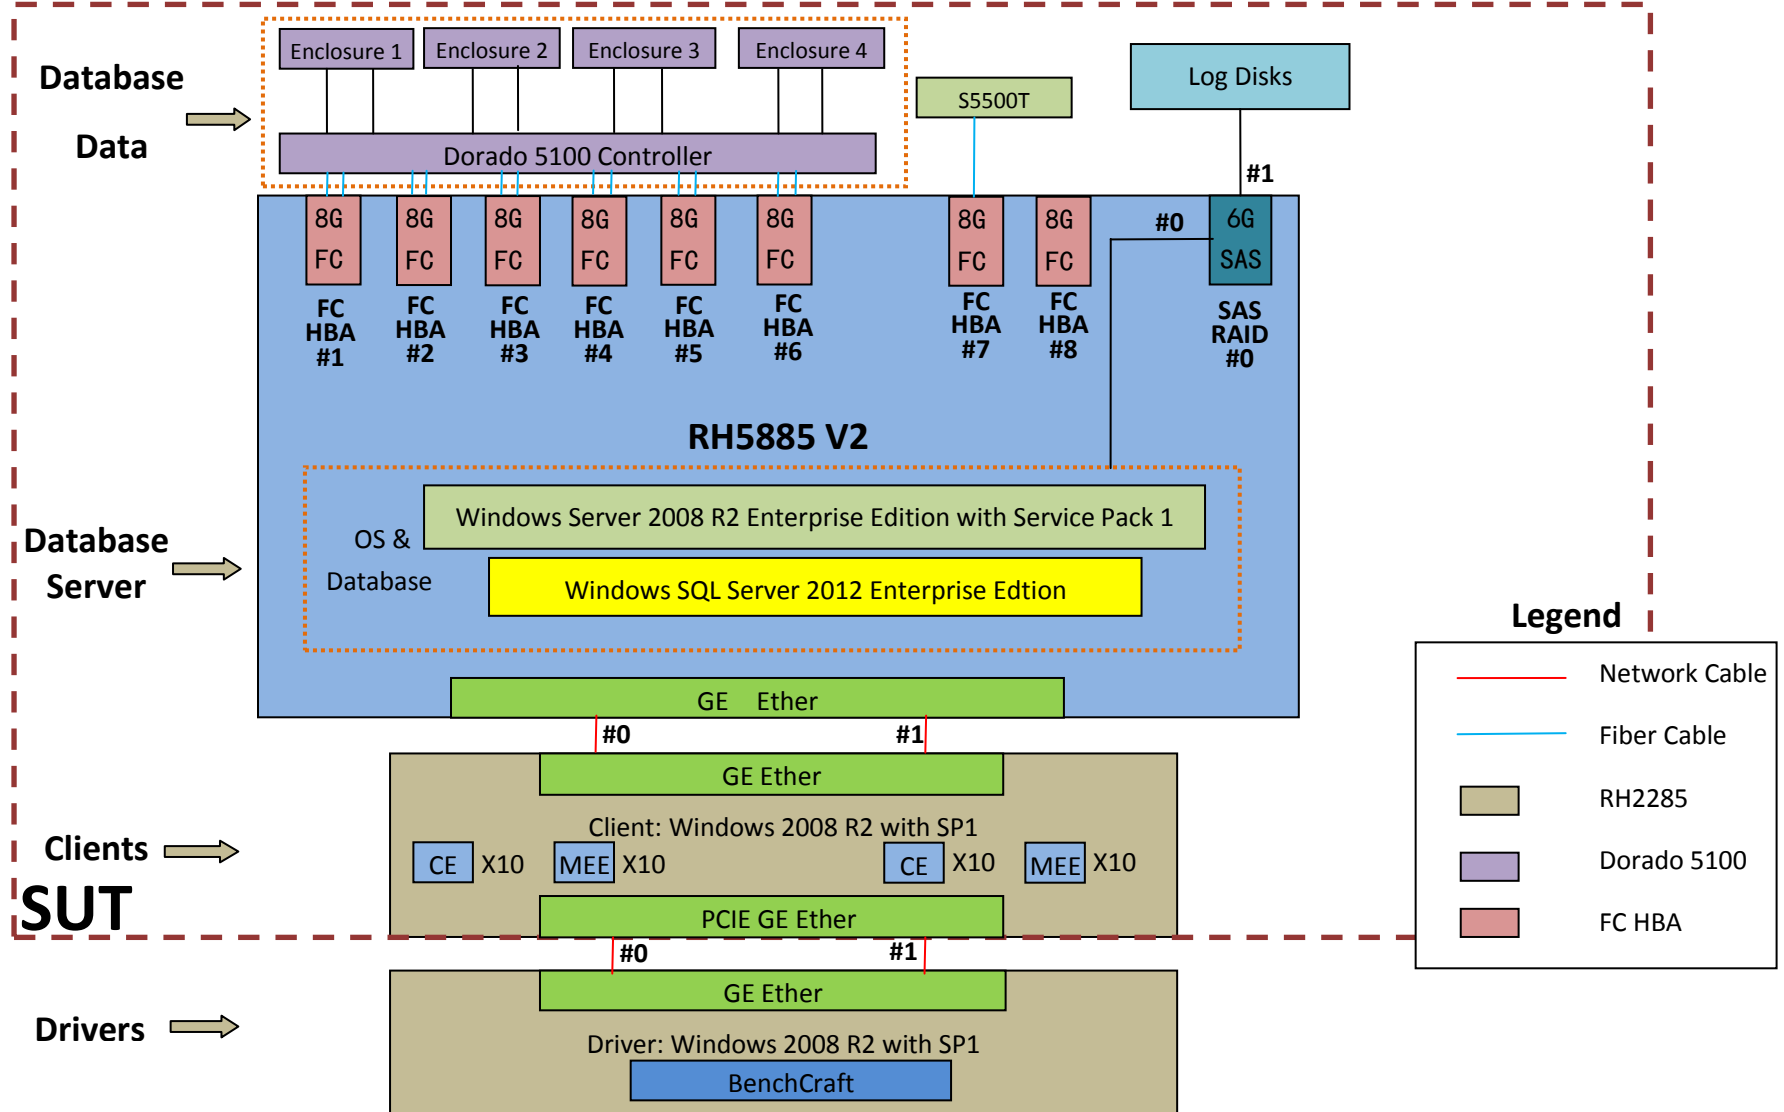 Database
Data
Enclosure 1
Enclosure 2
Enclosure 3
Enclosure 4
Dorado 5100 Controller
S5500T
Log Disks
#1
#0
8G
FC
8G
FC
8G
FC
8G
FC
8G
FC
8G
FC
8G
FC
8G
FC
6G
SAS
FC
HBA
#1
FC
HBA
#2
FC
HBA
#3
FC
HBA
#4
FC
HBA
#5
FC
HBA
#6
FC
HBA
#7
FC
HBA
#8
SAS
RAID
#0
RH5885 V2
Database
Server
OS &
Database
Windows Server 2008 R2 Enterprise Edition with Service Pack 1
Windows SQL Server 2012 Enterprise Edtion
GE Ether
#0
#1
GE Ether
Clients
Client: Windows 2008 R2 with SP1
CE X10
MEE X10
CE X10
MEE X10
PCIE GE Ether
SUT
#0
#1
GE Ether
Drivers
Driver: Windows 2008 R2 with SP1
BenchCraft
Legend
Network Cable
Fiber Cable
RH2285
Dorado 5100
FC HBA